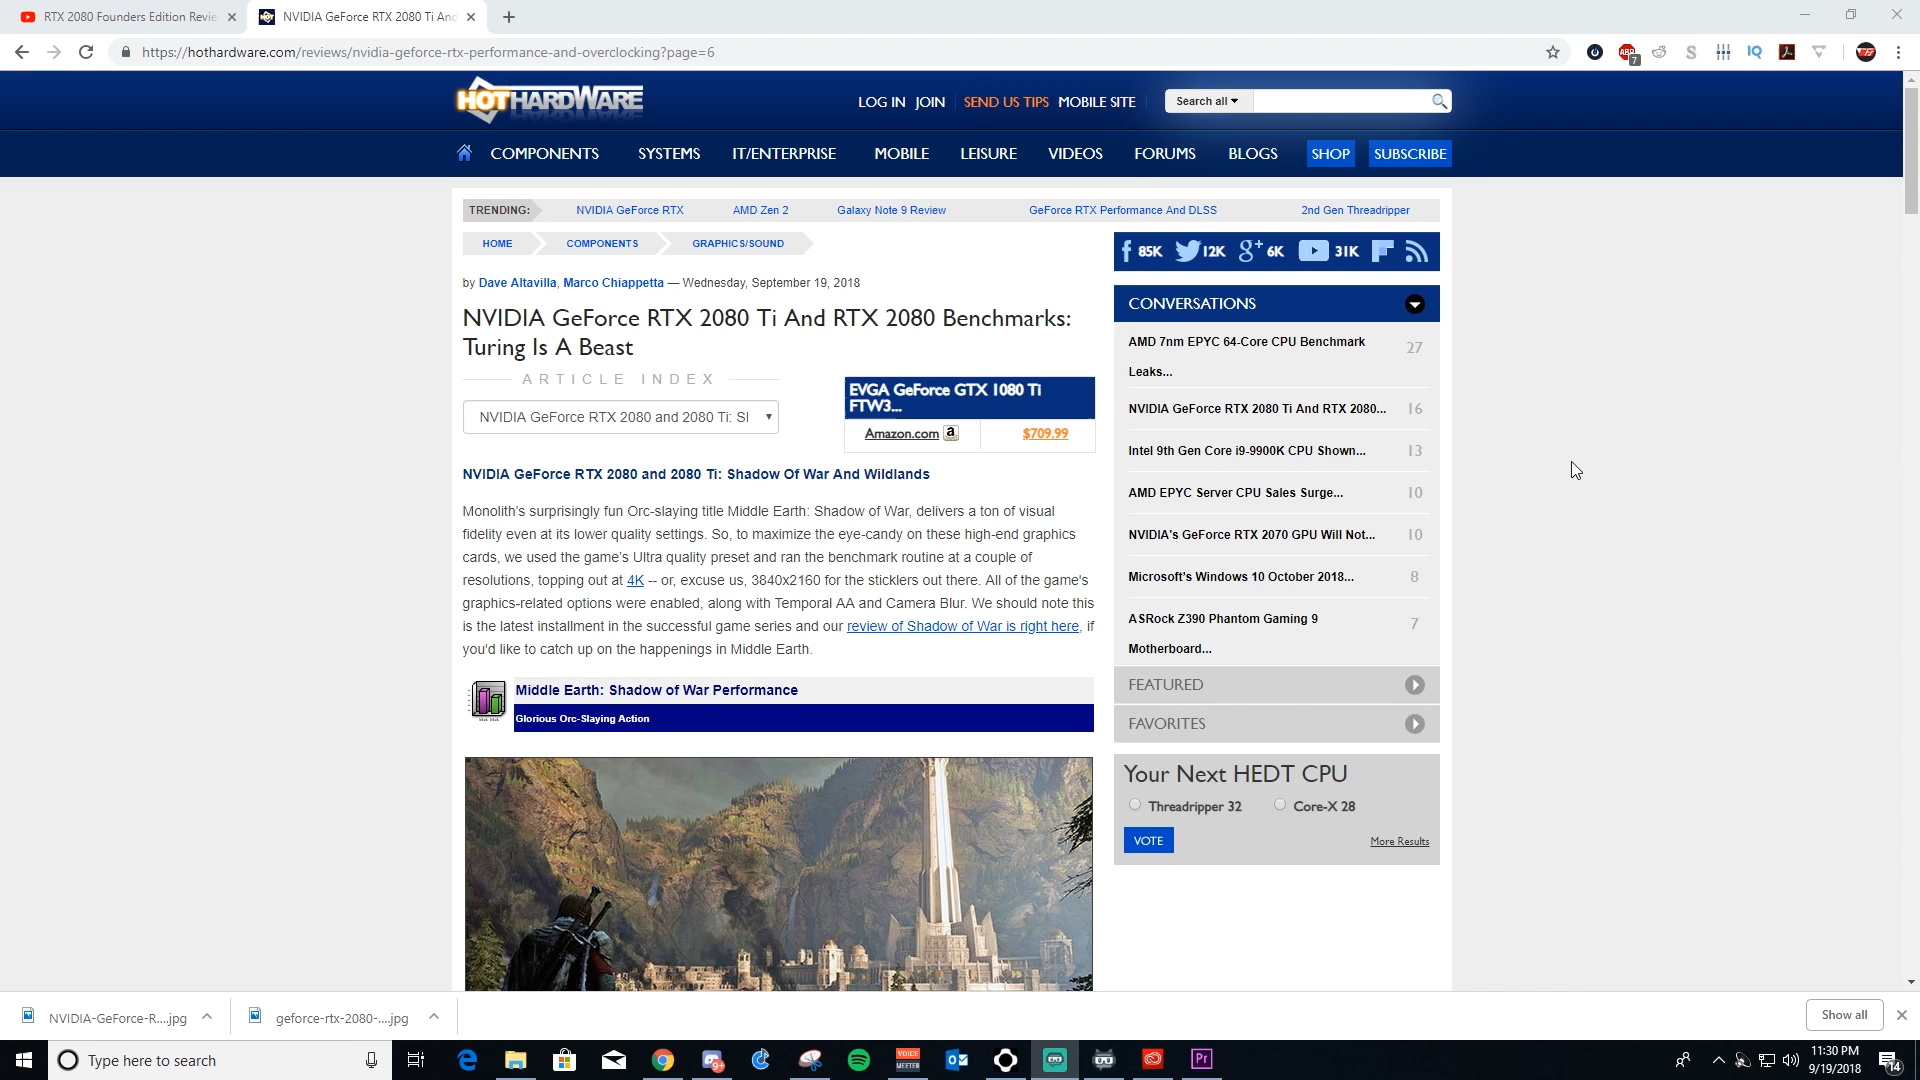 RTX 2080 Founders Edition Revie
NVIDIA GeForce RTX 2080 Ti And
https://hothardware.com/reviews/nvidia-geforce-rtx-performance-and-overclocking?page=6
ABP
7
S
IQ
HOTHARDWARE
LOG IN JOIN SEND US TIPS MOBILE SITE
Search all
COMPONENTS SYSTEMS IT/ENTERPRISE MOBILE LEISURE VIDEOS FORUMS BLOGS SHOP SUBSCRIBE
TRENDING: NVIDIA GeForce RTX AMD Zen 2 Galaxy Note 9 Review GeForce RTX Performance And DLSS 2nd Gen Threadripper
HOME COMPONENTS GRAPHICS/SOUND
85K 12K 6K 31K
by Dave Altavilla, Marco Chiappetta — Wednesday, September 19, 2018
NVIDIA GeForce RTX 2080 Ti And RTX 2080 Benchmarks:
Turing Is A Beast
ARTICLE INDEX
NVIDIA GeForce RTX 2080 and 2080 Ti: SI
EVGA GeForce GTX 1080 Ti
FTW3...
Amazon.com a $709.99
NVIDIA GeForce RTX 2080 and 2080 Ti: Shadow Of War And Wildlands
Monolith's surprisingly fun Orc-slaying title Middle Earth: Shadow of War, delivers a ton of visual
fidelity even at its lower quality settings. So, to maximize the eye-candy on these high-end graphics
cards, we used the game's Ultra quality preset and ran the benchmark routine at a couple of
resolutions, topping out at 4K -- or, excuse us, 3840x2160 for the sticklers out there. All of the game's
graphics-related options were enabled, along with Temporal AA and Camera Blur. We should note this
is the latest installment in the successful game series and our review of Shadow of War is right here, if
you'd like to catch up on the happenings in Middle Earth.
Middle Earth: Shadow of War Performance
Glorious Orc-Slaying Action
CONVERSATIONS
AMD 7nm EPYC 64-Core CPU Benchmark
Leaks...
27
NVIDIA GeForce RTX 2080 Ti And RTX 2080... 16
Intel 9th Gen Core i9-9900K CPU Shown... 13
AMD EPYC Server CPU Sales Surge... 10
NVIDIA's GeForce RTX 2070 GPU Will Not... 10
Microsoft's Windows 10 October 2018... 8
ASRock Z390 Phantom Gaming 9
Motherboard...
7
FEATURED
FAVORITES
Your Next HEDT CPU
Threadripper 32 Core-X 28
VOTE More Results
NVIDIA-GeForce-R....jpg
geforce-rtx-2080-....jpg
Show all
Type here to search
9+
VOICE
MEETER
Pr
11:30 PM
9/19/2018
14